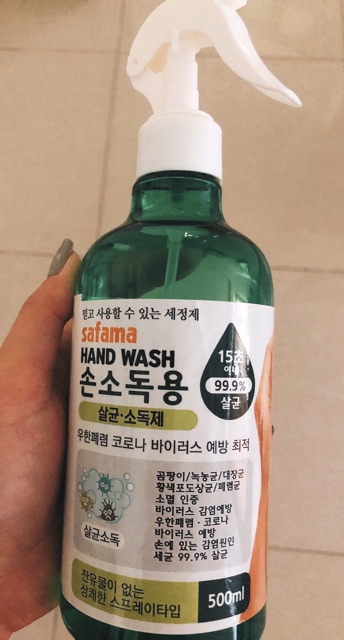 믿고 사용할 수 있는 세정제
safama
HAND WASH
손소독용
살균·소독제
15초
이내
99.9%
살균
우한폐렴 코로나 바이러스 예방 최적
곰팡이/녹농균/대장균
황색포도상균/폐렴균
소멸 인증
바이러스 감염예방
우한폐렴·코로나
바이러스 예방
손에 있는 감염원인
세균 99.9% 살균
살균소독
잔유물이 없는
상쾌한 스프레이타입
500ml